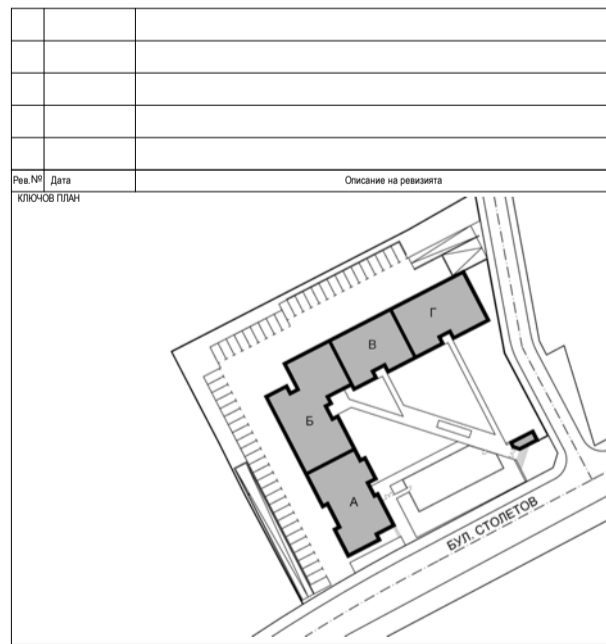 Рев.№ Дата Описание на ревизията
КЛЮЧОВ ПЛАН
Г
В
Б
А
БУЛ. СТОЛЕТОВ